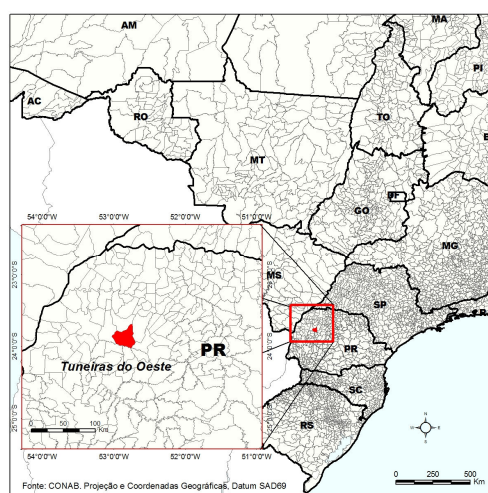 AM
MA
PI
AC
RO
TO
MT
DF
GO
MG
54°0'0"W 53°0'0"W 52°0'0"W 51°0'0"W
MS
SP
23°0'0"S
24°0'0"S
25°0'0"S
PR
Tuneiras do Oeste
PR
SC
RS
0 50 100
Km
54°0'0"W 53°0'0"W 52°0'0"W 51°0'0"W
N
W E
S
0 250 500
Km
Fonte: CONAB. Projeção e Coordenadas Geográficas, Datum SAD69